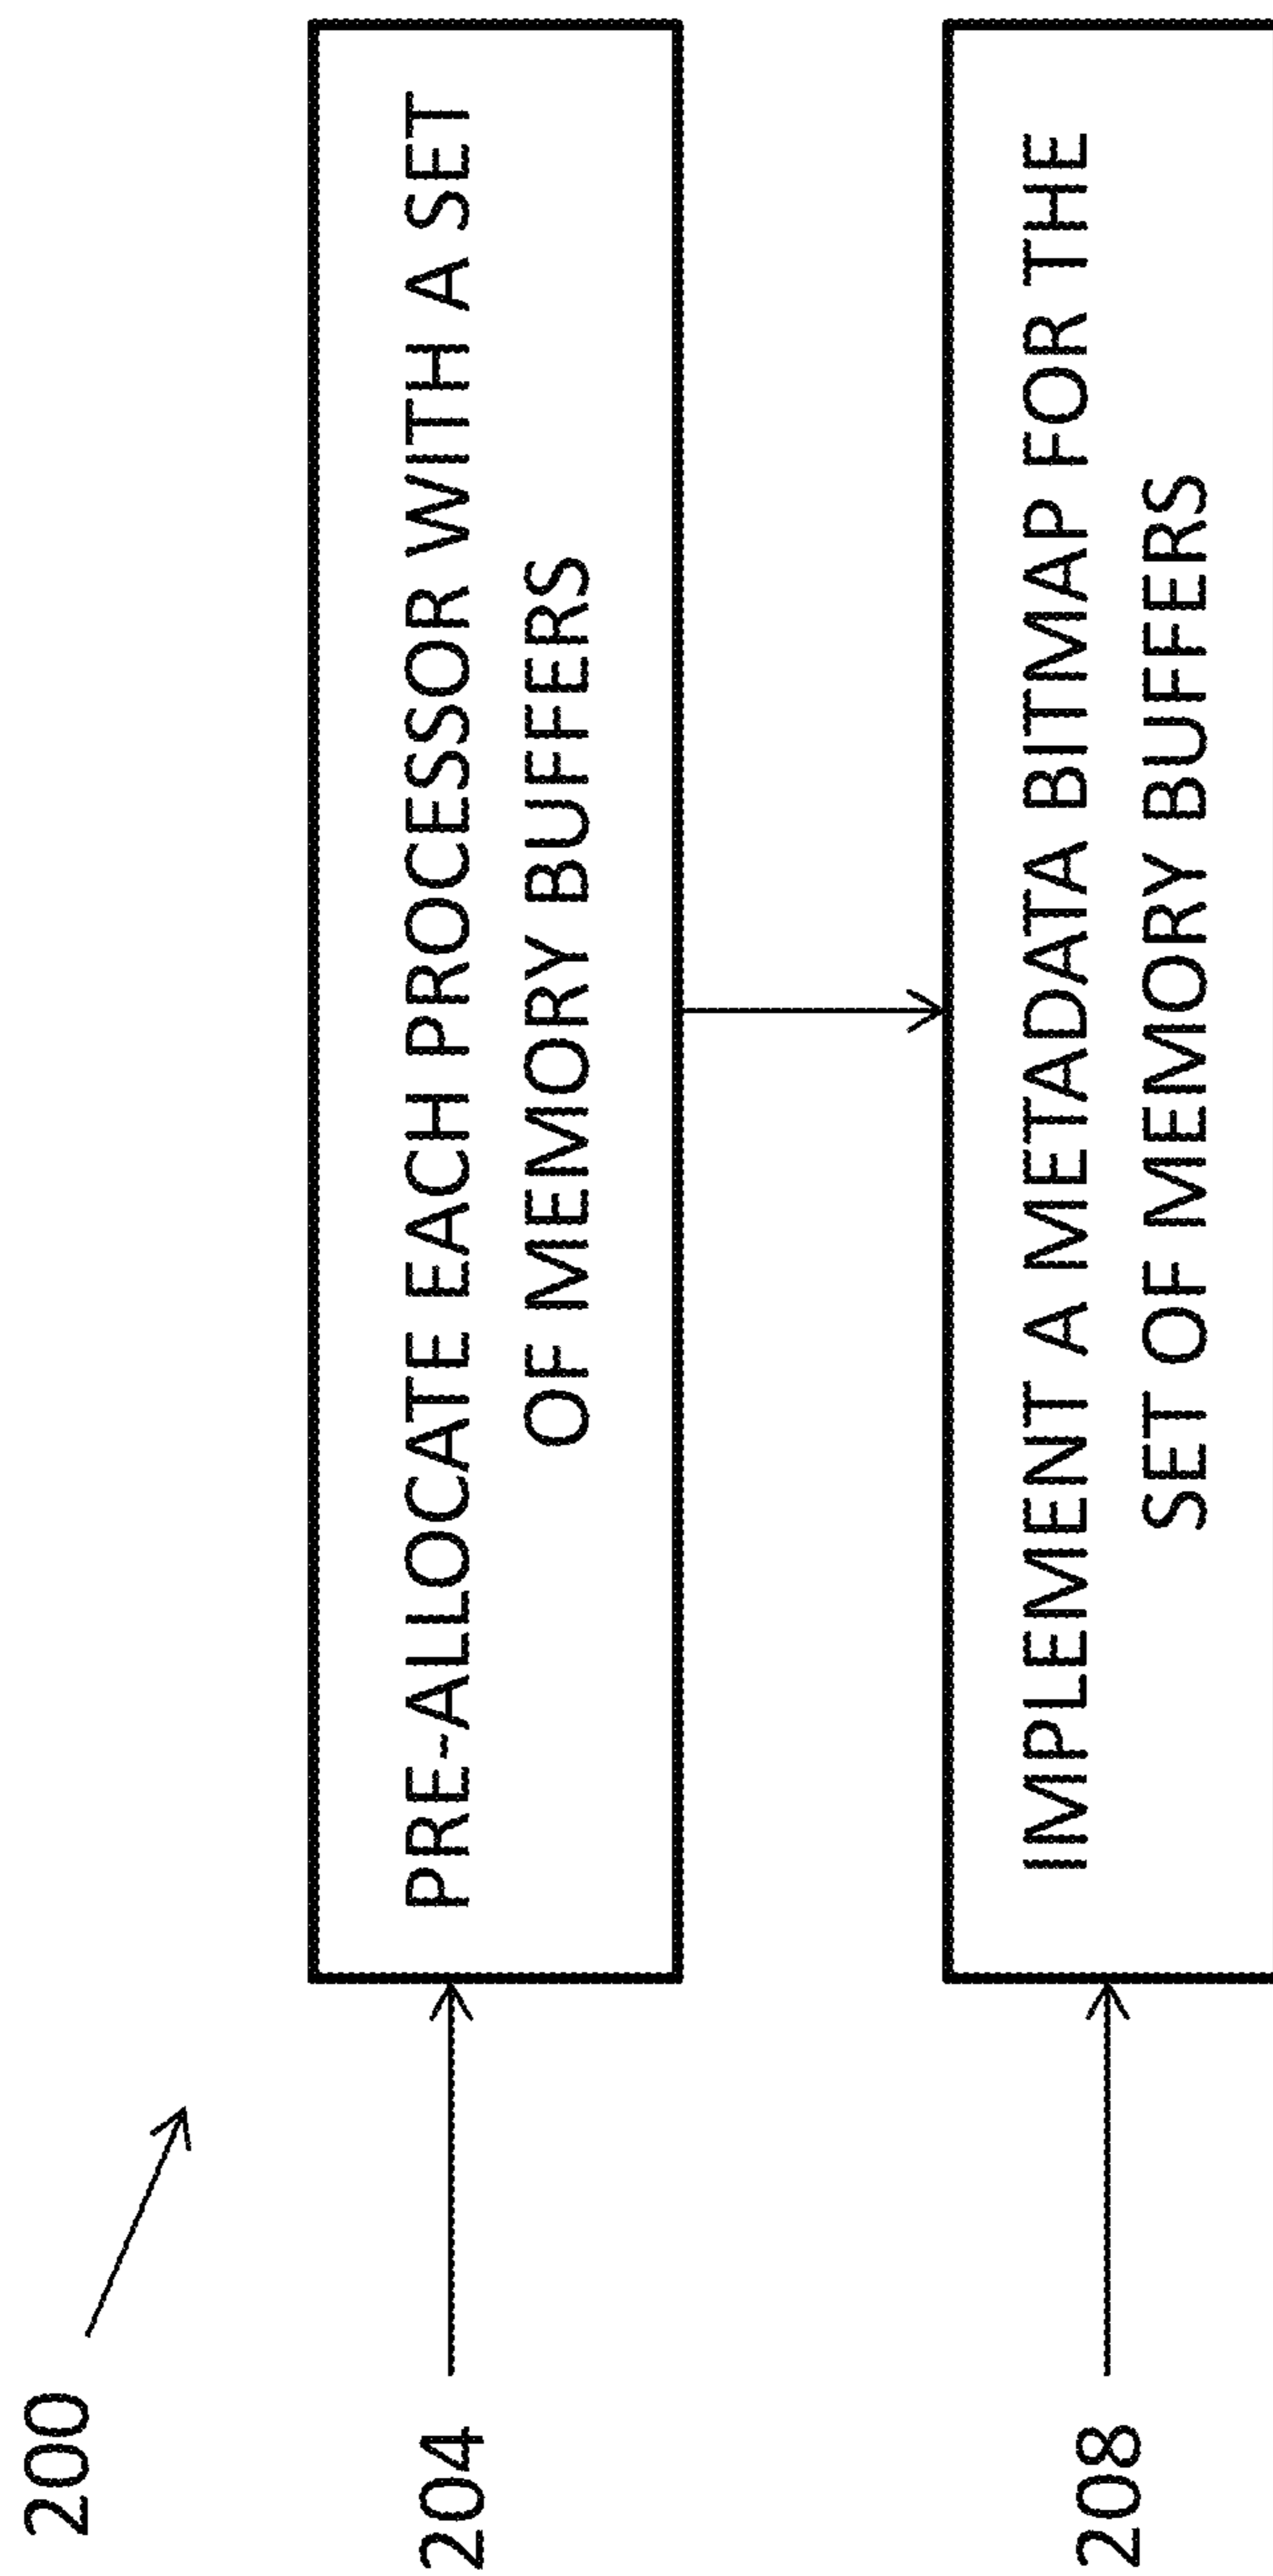 200
204
PRE-ALLOCATE EACH PROCESSOR WITH A SET
OF MEMORY BUFFERS
208
IMPLEMENT A METADATA BITMAP FOR THE
SET OF MEMORY BUFFERS